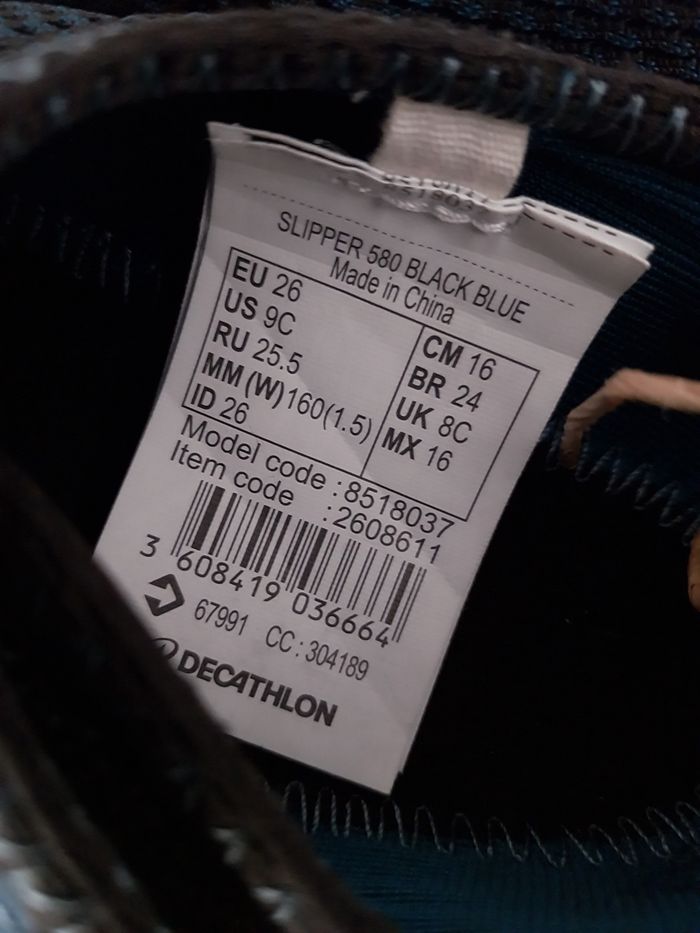 SLIPPER 580 BLACK BLUE
Made in China
EU 26
US 9C
RU 25.5
MM (W) 160(1.5)
ID 26
CM 16
BR 24
UK 8C
MX 16
Model code : 8518037
Item code : 2608611
3 608419 036664
67991 CC : 304189
DECATHLON